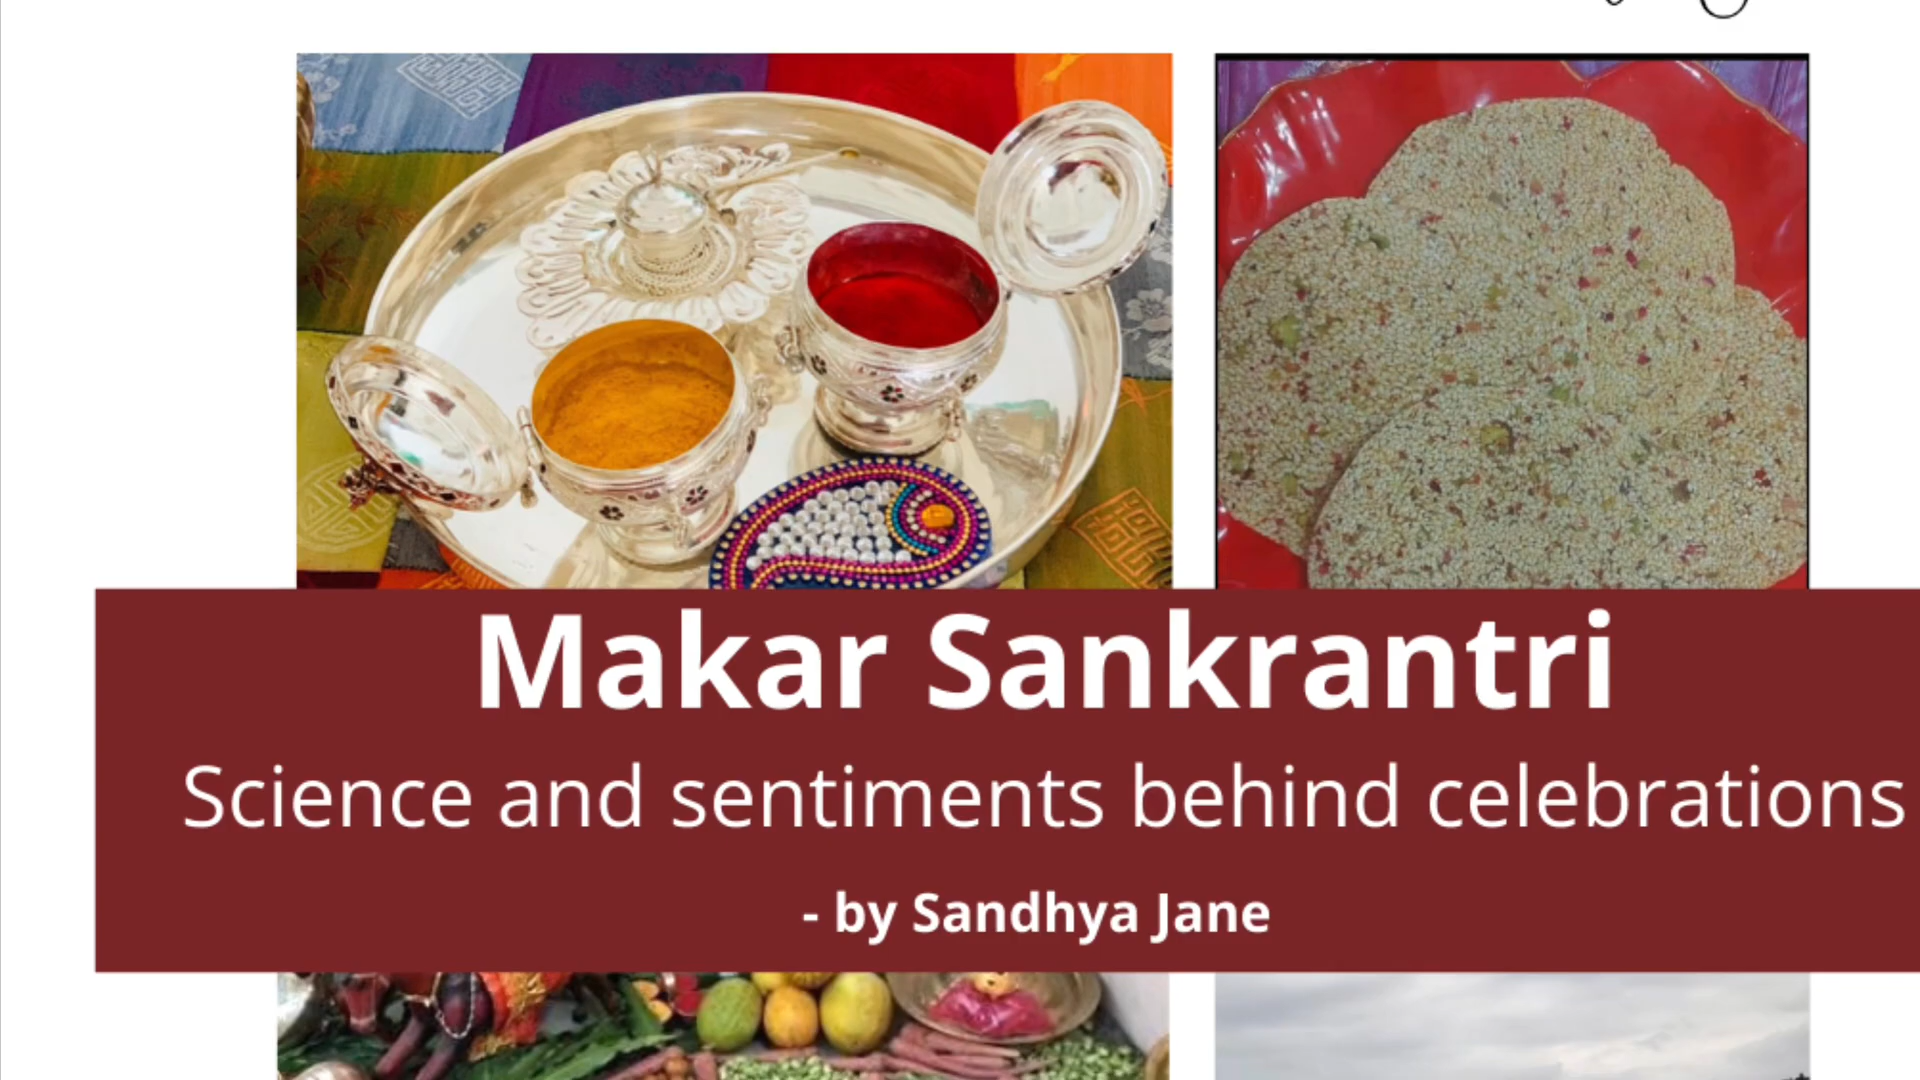 Makar Sankrantri
Science and sentiments behind celebrations
- by Sandhya Jane